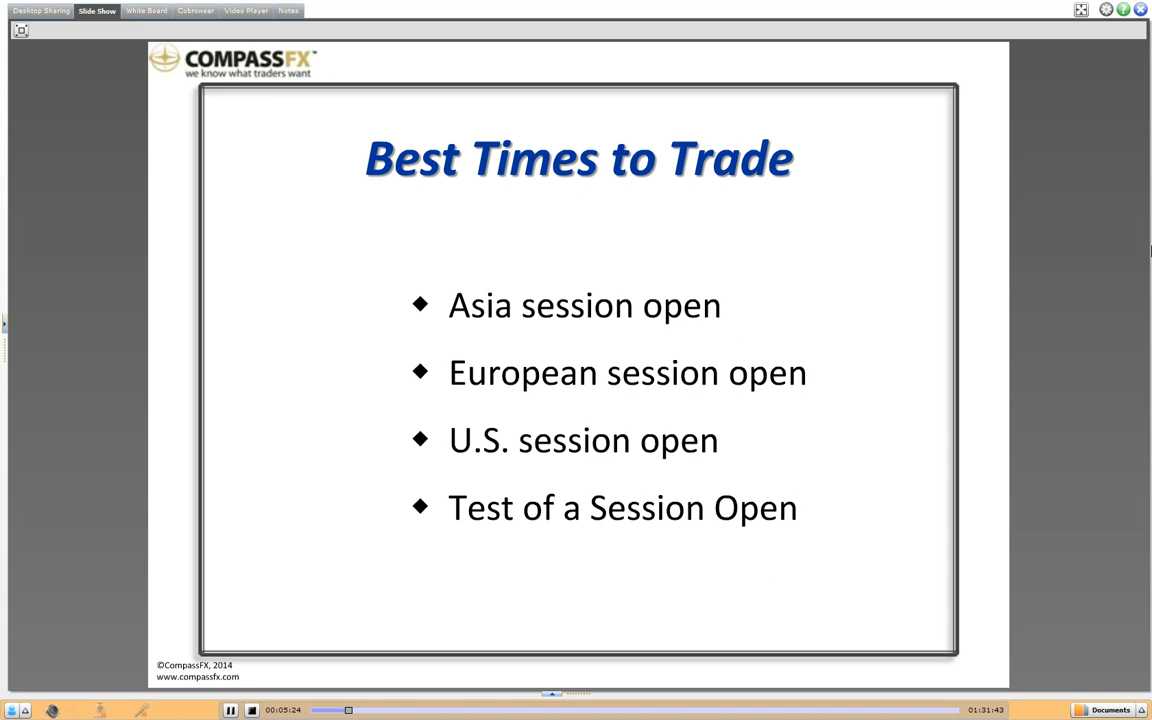 Desktop Sharing Slide Show White Board Cobrowser Video Player Notes
COMPASSFX™
we know what traders want
Best Times to Trade
◆ Asia session open
◆ European session open
◆ U.S. session open
◆ Test of a Session Open
©CompassFX, 2014
www.compassfx.com
00:05:24 01:31:43 Documents